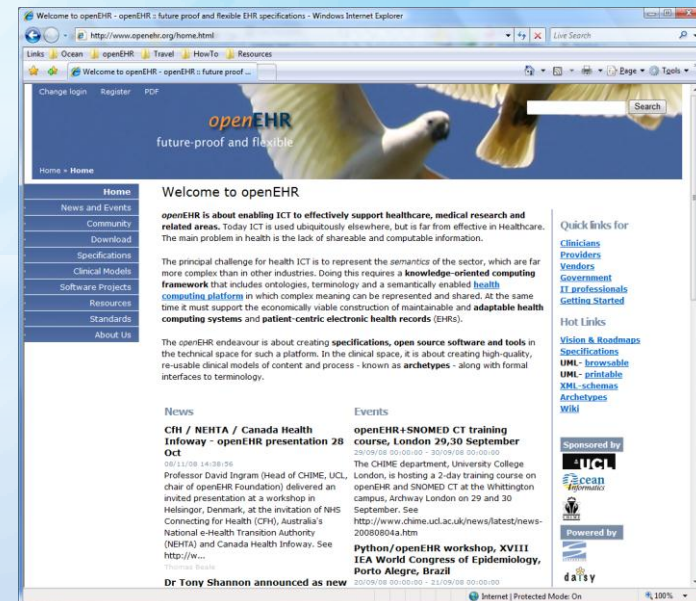 Welcome to openEHR - openEHR :: future proof and flexible EHR specifications - Windows Internet Explorer
http://www.openehr.org/home.html
Live Search
Links Ocean openEHR Travel HowTo Resources
Welcome to openEHR - openEHR :: future proof ...
Page Tools
Change login Register PDF
Search
openEHR
future-proof and flexible
Home » Home
Home
News and Events
Community
Download
Specifications
Clinical Models
Software Projects
Resources
Standards
About Us
Welcome to openEHR
openEHR is about enabling ICT to effectively support healthcare, medical research and
related areas. Today ICT is used ubiquitously elsewhere, but is far from effective in Healthcare.
The main problem in health is the lack of shareable and computable information.
The principal challenge for health ICT is to represent the semantics of the sector, which are far
more complex than in other industries. Doing this requires a knowledge-oriented computing
framework that includes ontologies, terminology and a semantically enabled health
computing platform in which complex meaning can be represented and shared. At the same
time it must support the economically viable construction of maintainable and adaptable health
computing systems and patient-centric electronic health records (EHRs).
The openEHR endeavour is about creating specifications, open source software and tools in
the technical space for such a platform. In the clinical space, it is about creating high-quality,
re-usable clinical models of content and process - known as archetypes - along with formal
interfaces to terminology.
News
CfH / NEHTA / Canada Health
Infoway - openEHR presentation 28
Oct
08/11/08 14:38:56
Professor David Ingram (Head of CHIME, UCL,
chair of openEHR Foundation) delivered an
invited presentation at a workshop in
Helsingor, Denmark, at the invitation of NHS
Connecting for Health (CFH), Australia's
National e-Health Transition Authority
(NEHTA) and Canada Health Infoway. See
http://w...
Thomas Beale
Dr Tony Shannon announced as new
Events
openEHR+SNOMED CT training
course, London 29,30 September
29/09/08 00:00:00 - 30/09/08 00:00:00
The CHIME department, University College
London, is hosting a 2-day training course on
openEHR and SNOMED CT at the Whittington
campus, Archway London on 29 and 30
September. See
http://www.chime.ucl.ac.uk/news/latest/news-
20080804a.htm
Python/openEHR workshop, XVIII
IEA World Congress of Epidemiology,
Porto Alegre, Brazil
20/09/08 00:00:00 - 21/09/08 00:00:00
Quick links for
Clinicians
Providers
Vendors
Government
IT professionals
Getting Started
Hot Links
Vision & Roadmaps
Specifications
UML- browsable
UML- printable
XML-schemas
Archetypes
Wiki
Sponsored by
UCL
Ocean
Informatics
Powered by
daisy
Internet | Protected Mode: On
100%